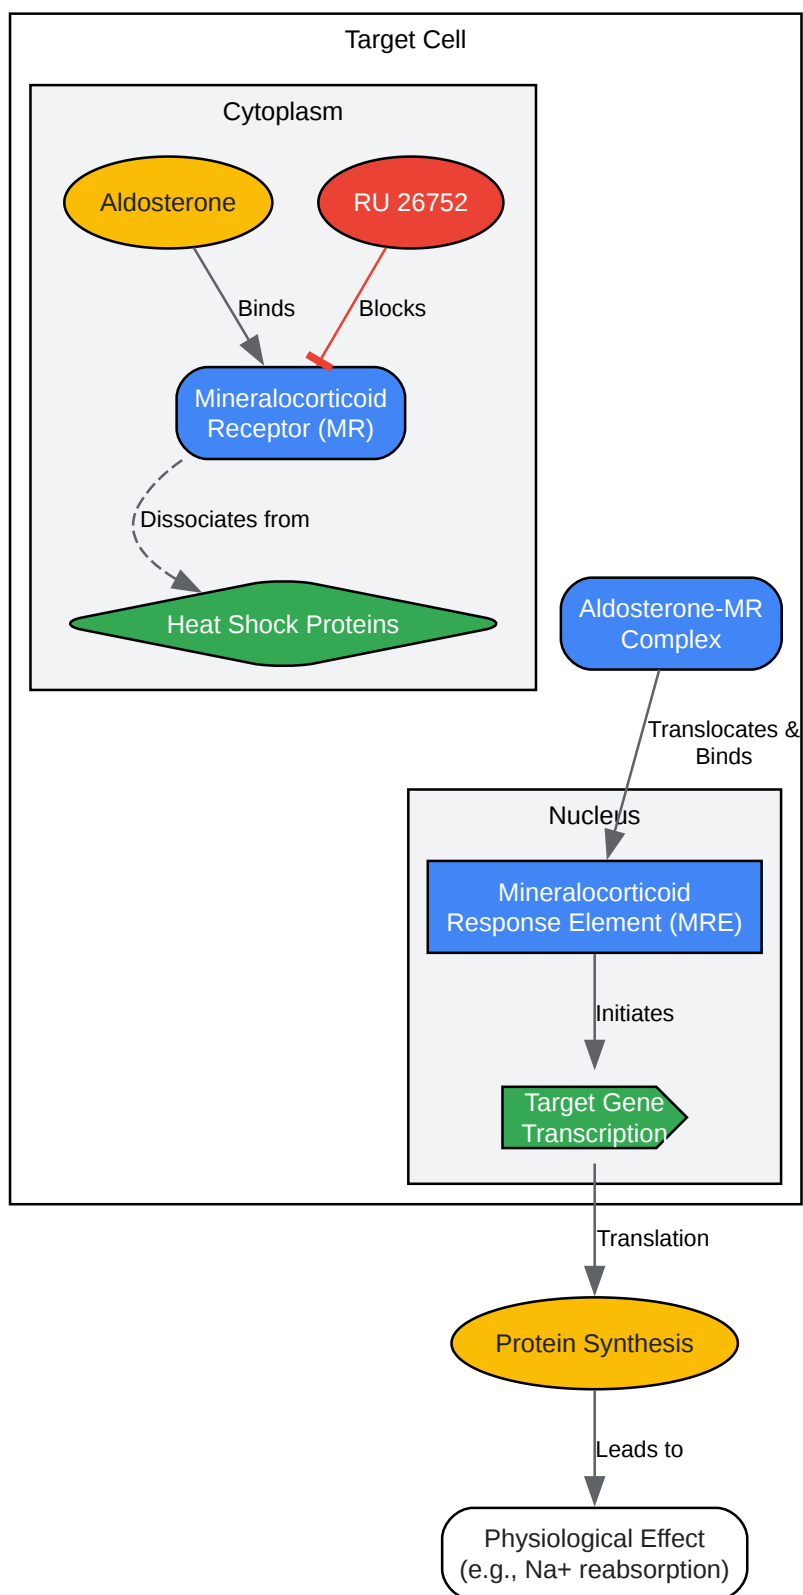 Target Cell
Cytoplasm
Aldosterone
RU 26752
Binds
Blocks
Mineralocorticoid
Receptor (MR)
Dissociates from
Heat Shock Proteins
Aldosterone-MR
Complex
Translocates &
Binds
Nucleus
Mineralocorticoid
Response Element (MRE)
Initiates
Target Gene
Transcription
Translation
Protein Synthesis
Leads to
Physiological Effect
(e.g., Na+ reabsorption)